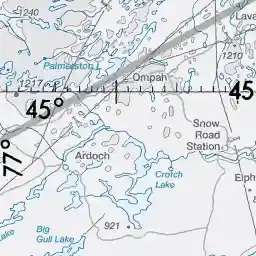 1240
Lava
Palmerston
1210
Ompah
1217
45°
45
77°
Snow
Road
Station
Ardoch
Crotch
Lake
Elph
Big
Gull Lake
921